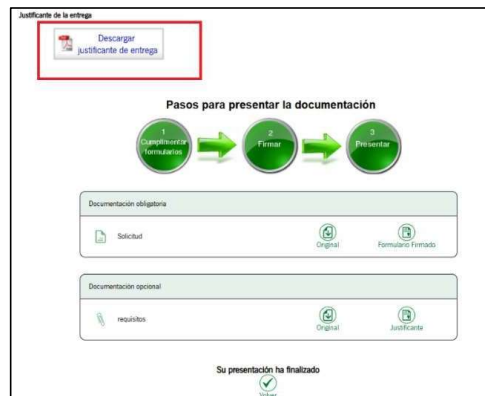 Justificante de la entrega
Descargar
justificante de entrega
Pasos para presentar la documentación
1
Cumplimentar
formularios
2
Firmar
3
Presentar
Documentación obligatoria
Solicitud
Original
Formulario Firmado
Documentación opcional
requisitos
Original
Justificante
Su presentación ha finalizado
Volver